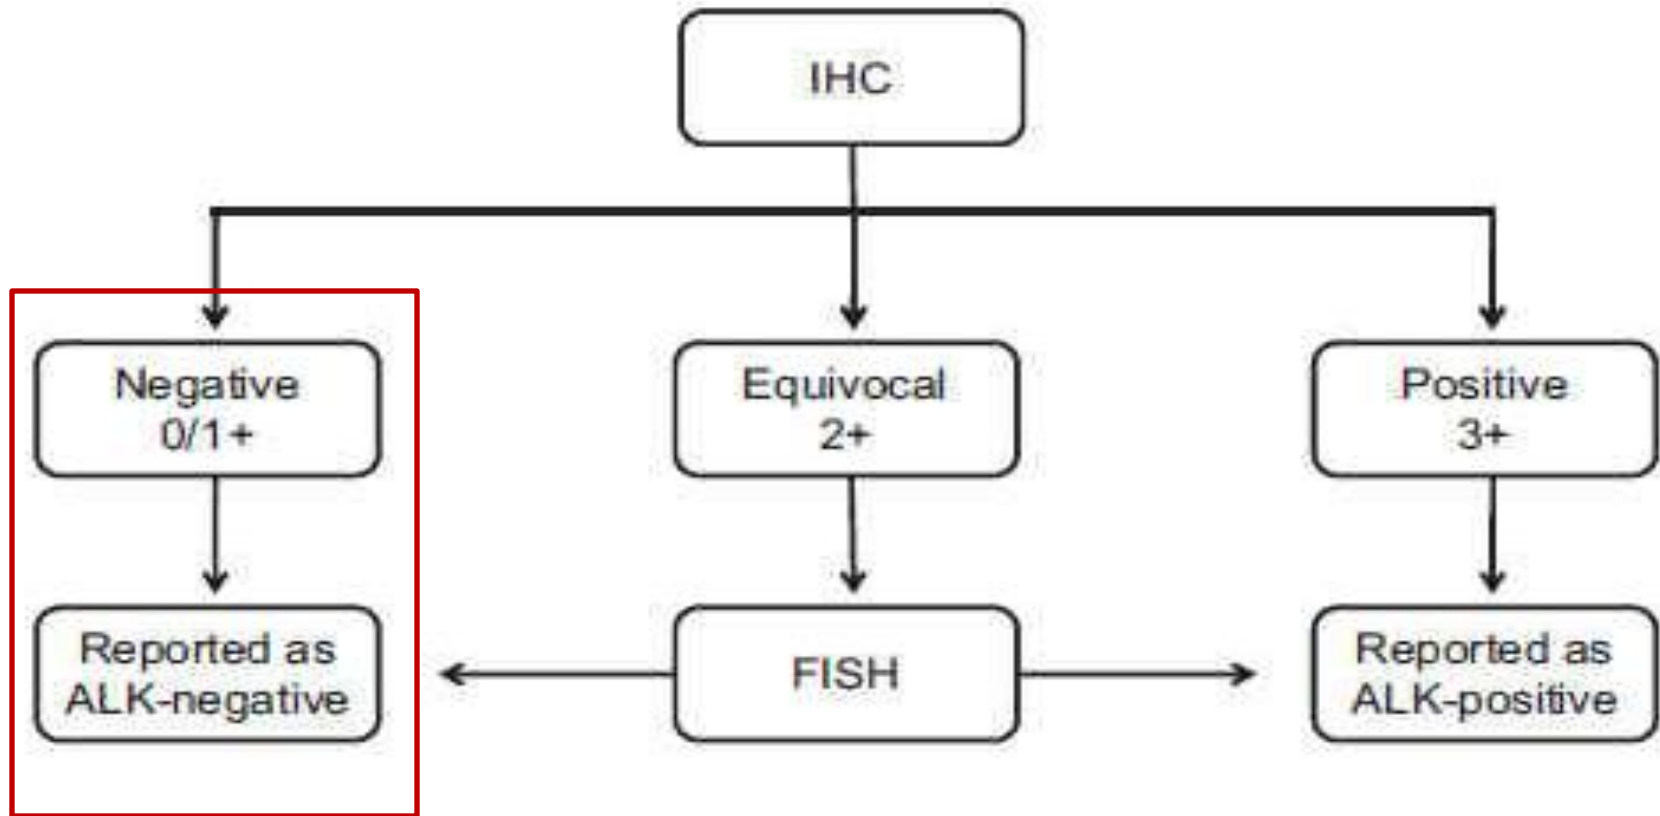 IHC
Negative
0/1+
Equivocal
2+
Positive
3+
Reported as
ALK-negative
FISH
Reported as
ALK-positive